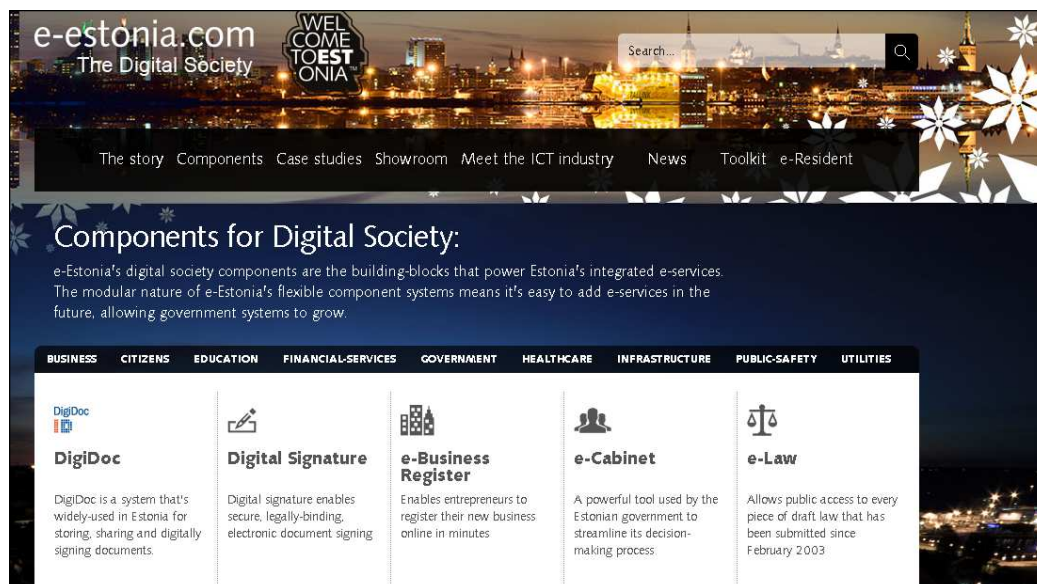 e-estonia.com
The Digital Society
WEL
COME
TOEST
ONIA™
Search...
The story Components Case studies Showroom Meet the ICT industry News Toolkit e-Resident
Components for Digital Society:
e-Estonia's digital society components are the building-blocks that power Estonia's integrated e-services.
The modular nature of e-Estonia's flexible component systems means it's easy to add e-services in the
future, allowing government systems to grow.
BUSINESS CITIZENS EDUCATION FINANCIAL-SERVICES GOVERNMENT HEALTHCARE INFRASTRUCTURE PUBLIC-SAFETY UTILITIES
DigiDoc
DigiDoc
DigiDoc is a system that's
widely-used in Estonia for
storing, sharing and digitally
signing documents.
Digital Signature
Digital signature enables
secure, legally-binding,
electronic document signing
e-Business
Register
Enables entrepreneurs to
register their new business
online in minutes
e-Cabinet
A powerful tool used by the
Estonian government to
streamline its decision-
making process
e-Law
Allows public access to every
piece of draft law that has
been submitted since
February 2003